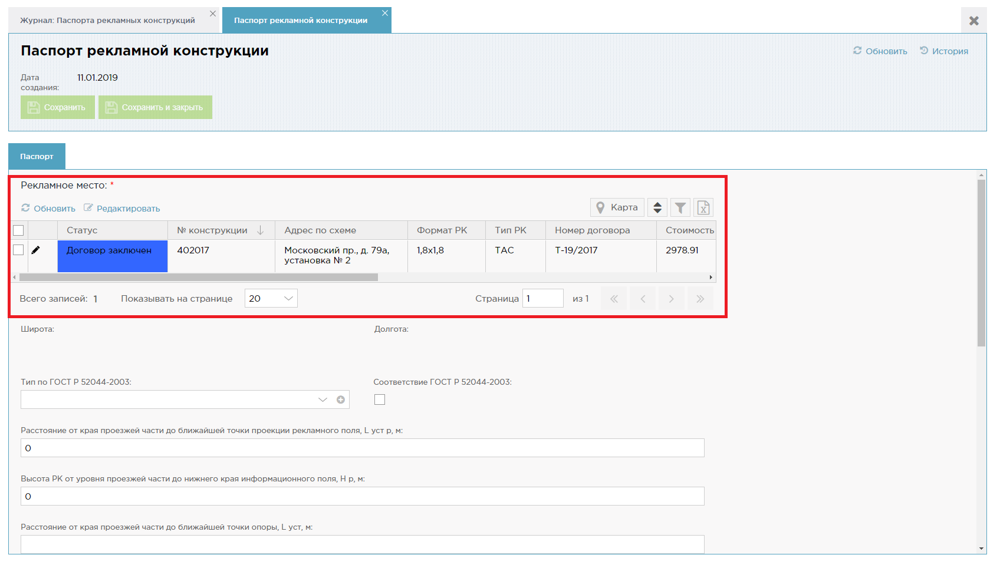 Журнал: Паспорта рекламных конструкций
Паспорт рекламной конструкции
Паспорт рекламной конструкции
Обновить История
Дата создания: 11.01.2019
Сохранить Сохранить и закрыть
Паспорт
Рекламное место: *
Обновить Редактировать
Карта
Статус № конструкции Адрес по схеме Формат РК Тип РК Номер договора Стоимость
Договор заключен 402017 Московский пр., д. 79а, установка № 2 1,8x1,8 ТАС Т-19/2017 2978.91
Всего записей: 1 Показывать на странице 20 Страница 1 из 1
Широта: Долгота:
Тип по ГОСТ Р 52044-2003: Соответствие ГОСТ Р 52044-2003:
Расстояние от края проезжей части до ближайшей точки проекции рекламного поля, L уст р, м:
0
Высота РК от уровня проезжей части до нижнего края информационного поля, Н р, м:
0
Расстояние от края проезжей части до ближайшей точки опоры, L уст, м: